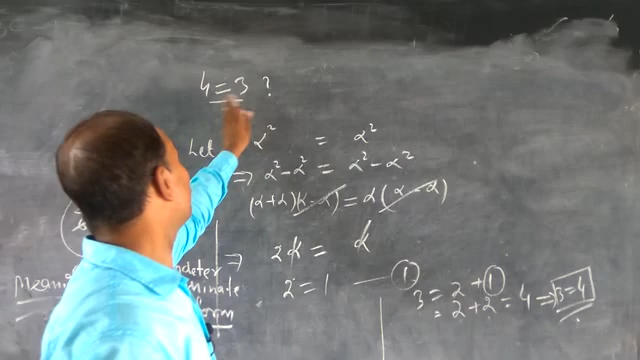 4 = 3 ?
Let α² = α²
⇒ α² - α² = α² - α²
(α+α)(α-α) = α(α-α)
⇒ 2α = α
2 = 1 — ①
3 = 2 + ①
= 2 + 2 = 4 ⇒ 3=4
minate
form